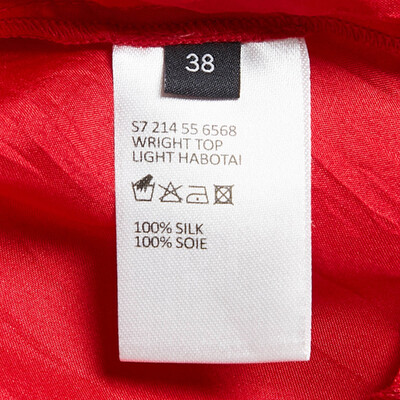 38
S7 214 55 6568
WRIGHT TOP
LIGHT HABOTAI
100% SILK
100% SOIE